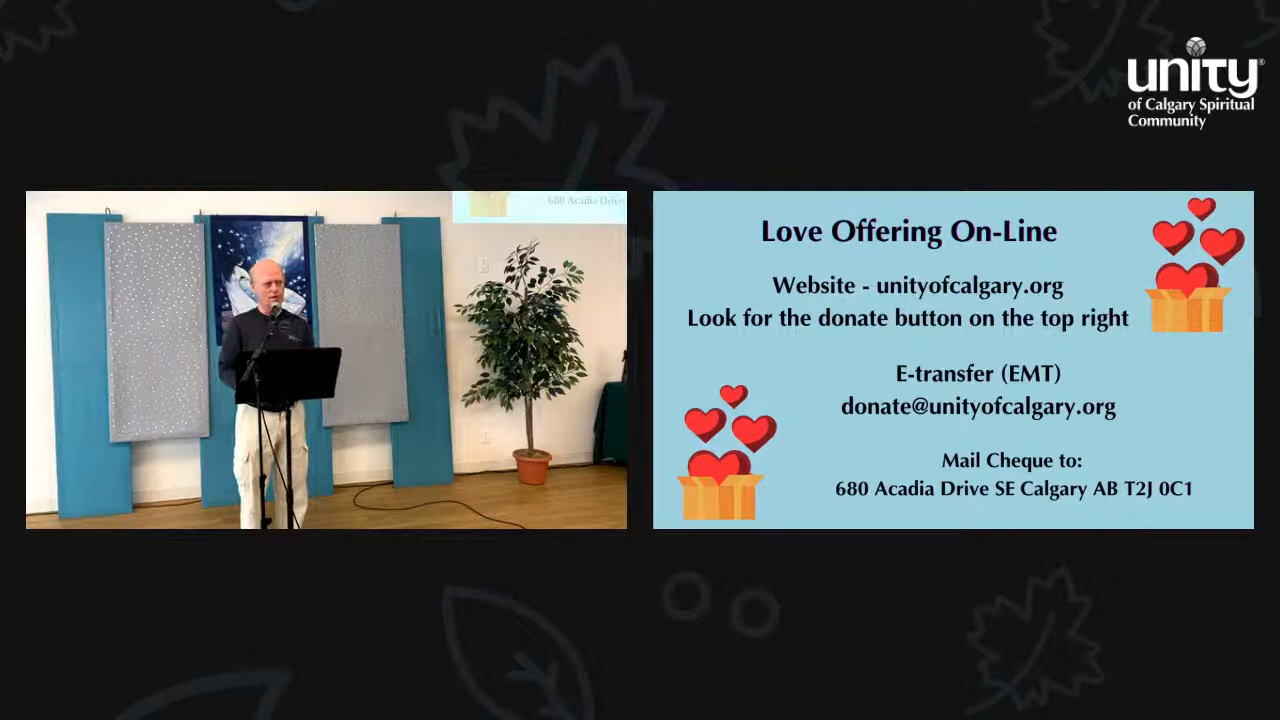 unity®
of Calgary Spiritual
Community
680 Acadia Drive
Love Offering On-Line
Website - unityofcalgary.org
Look for the donate button on the top right
E-transfer (EMT)
donate@unityofcalgary.org
Mail Cheque to:
680 Acadia Drive SE Calgary AB T2J 0C1